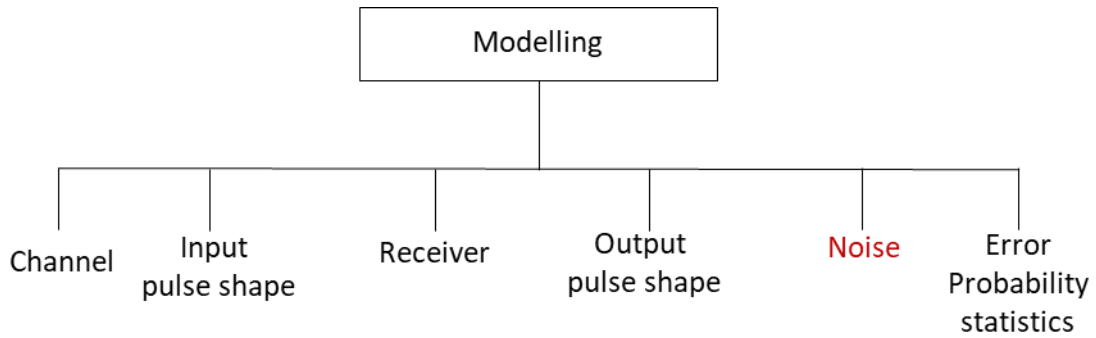 Modelling
Channel
Input
pulse shape
Receiver
Output
pulse shape
Noise
Error
Probability
statistics